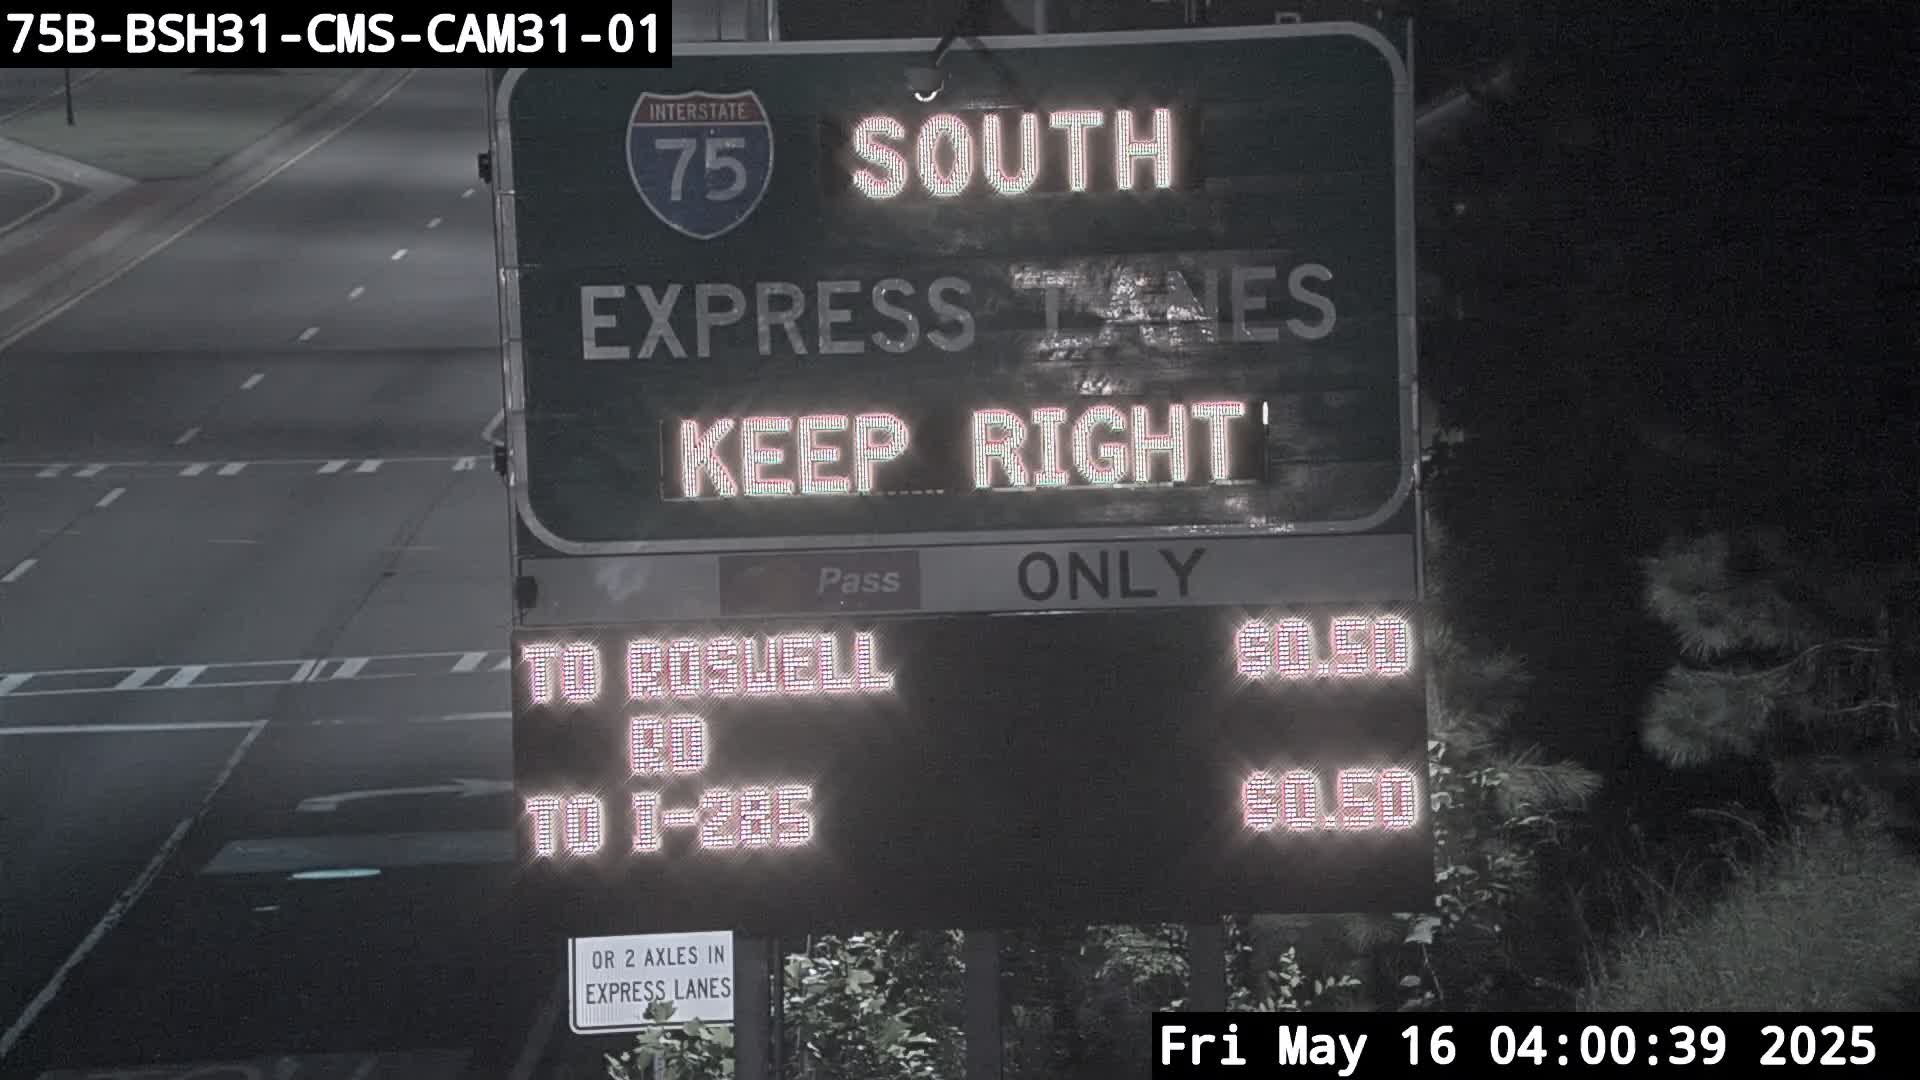 75B-BSH31-CMS-CAM31-01
INTERSTATE
75
SOUTH
EXPRESS LANES
KEEP RIGHT
Pass
ONLY
TO ROSWELL $0.50
RD
TO I-285 $0.50
OR 2 AXLES IN
EXPRESS LANES
Fri May 16 04:00:39 2025